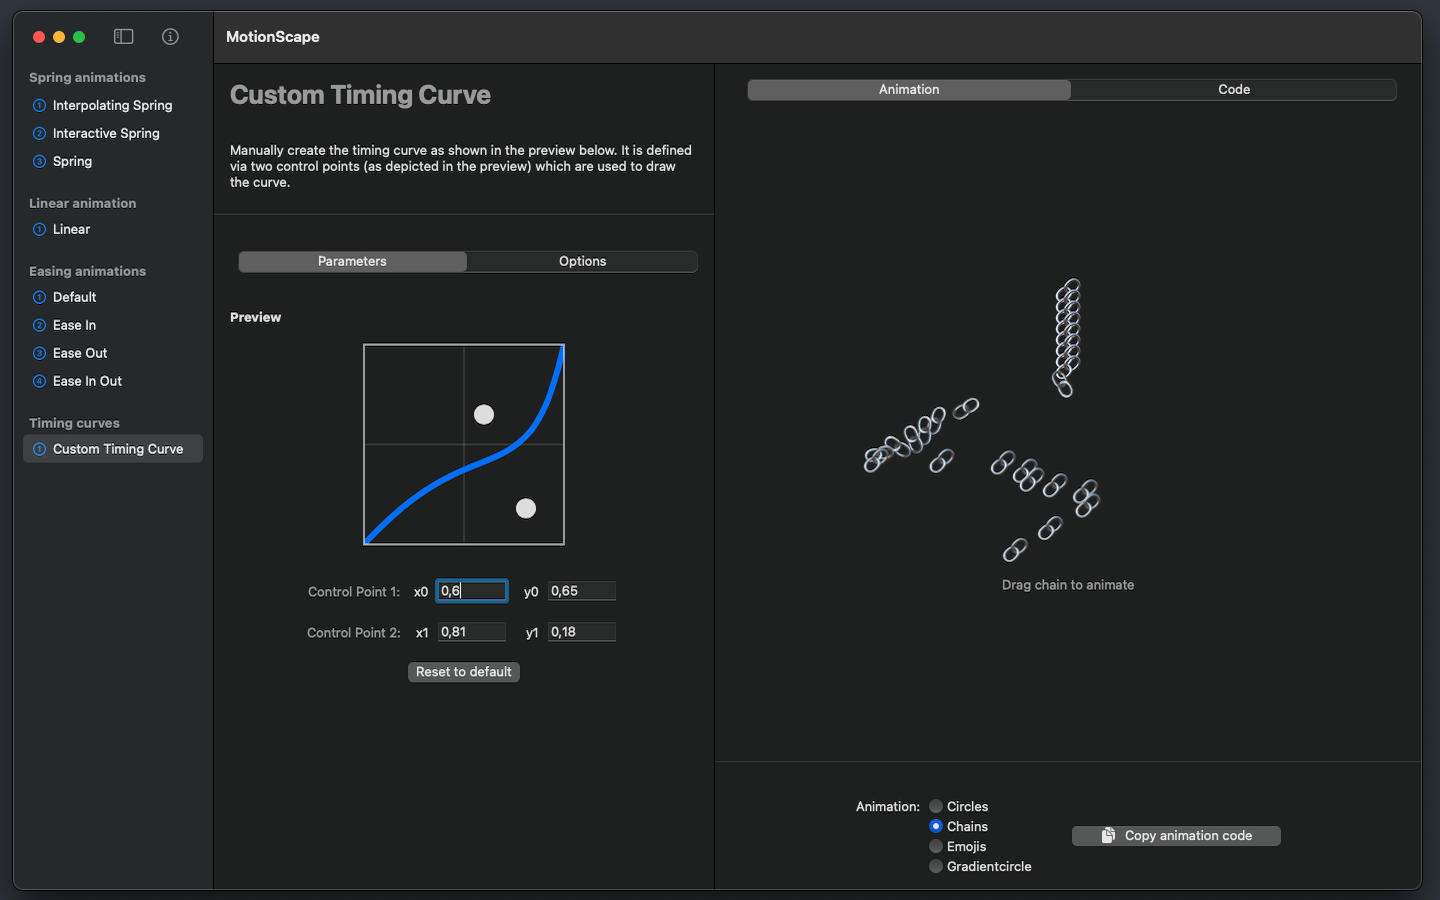 MotionScape
Spring animations
1 Interpolating Spring
2 Interactive Spring
3 Spring
Linear animation
1 Linear
Easing animations
1 Default
2 Ease In
3 Ease Out
4 Ease In Out
Timing curves
1 Custom Timing Curve
Custom Timing Curve
Manually create the timing curve as shown in the preview below. It is defined
via two control points (as depicted in the preview) which are used to draw
the curve.
Parameters Options
Preview
Control Point 1: x0 0,6 y0 0,65
Control Point 2: x1 0,81 y1 0,18
Reset to default
Animation Code
Drag chain to animate
Animation: Circles
Chains
Emojis
Gradientcircle
Copy animation code